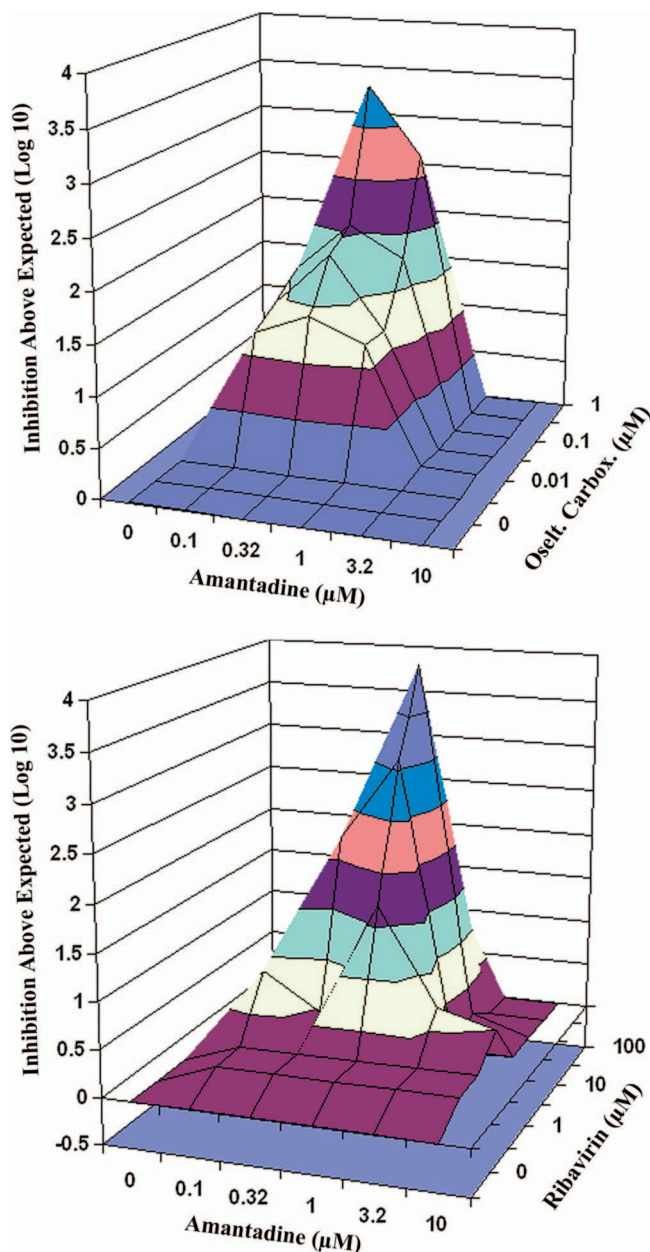 4
3.5
3
2.5
2
1.5
1
0.5
0
Inhibition Above Expected (Log 10)
0 0.1 0.32 1 3.2 10
Amantadine (µM)
0 0.01 0.1 1
Oselt. Carbox. (µM)
4
3.5
3
2.5
2
1.5
1
0.5
0
-0.5
Inhibition Above Expected (Log 10)
0 0.1 0.32 1 3.2 10
Amantadine (µM)
0 1 10 100
Ribavirin (µM)